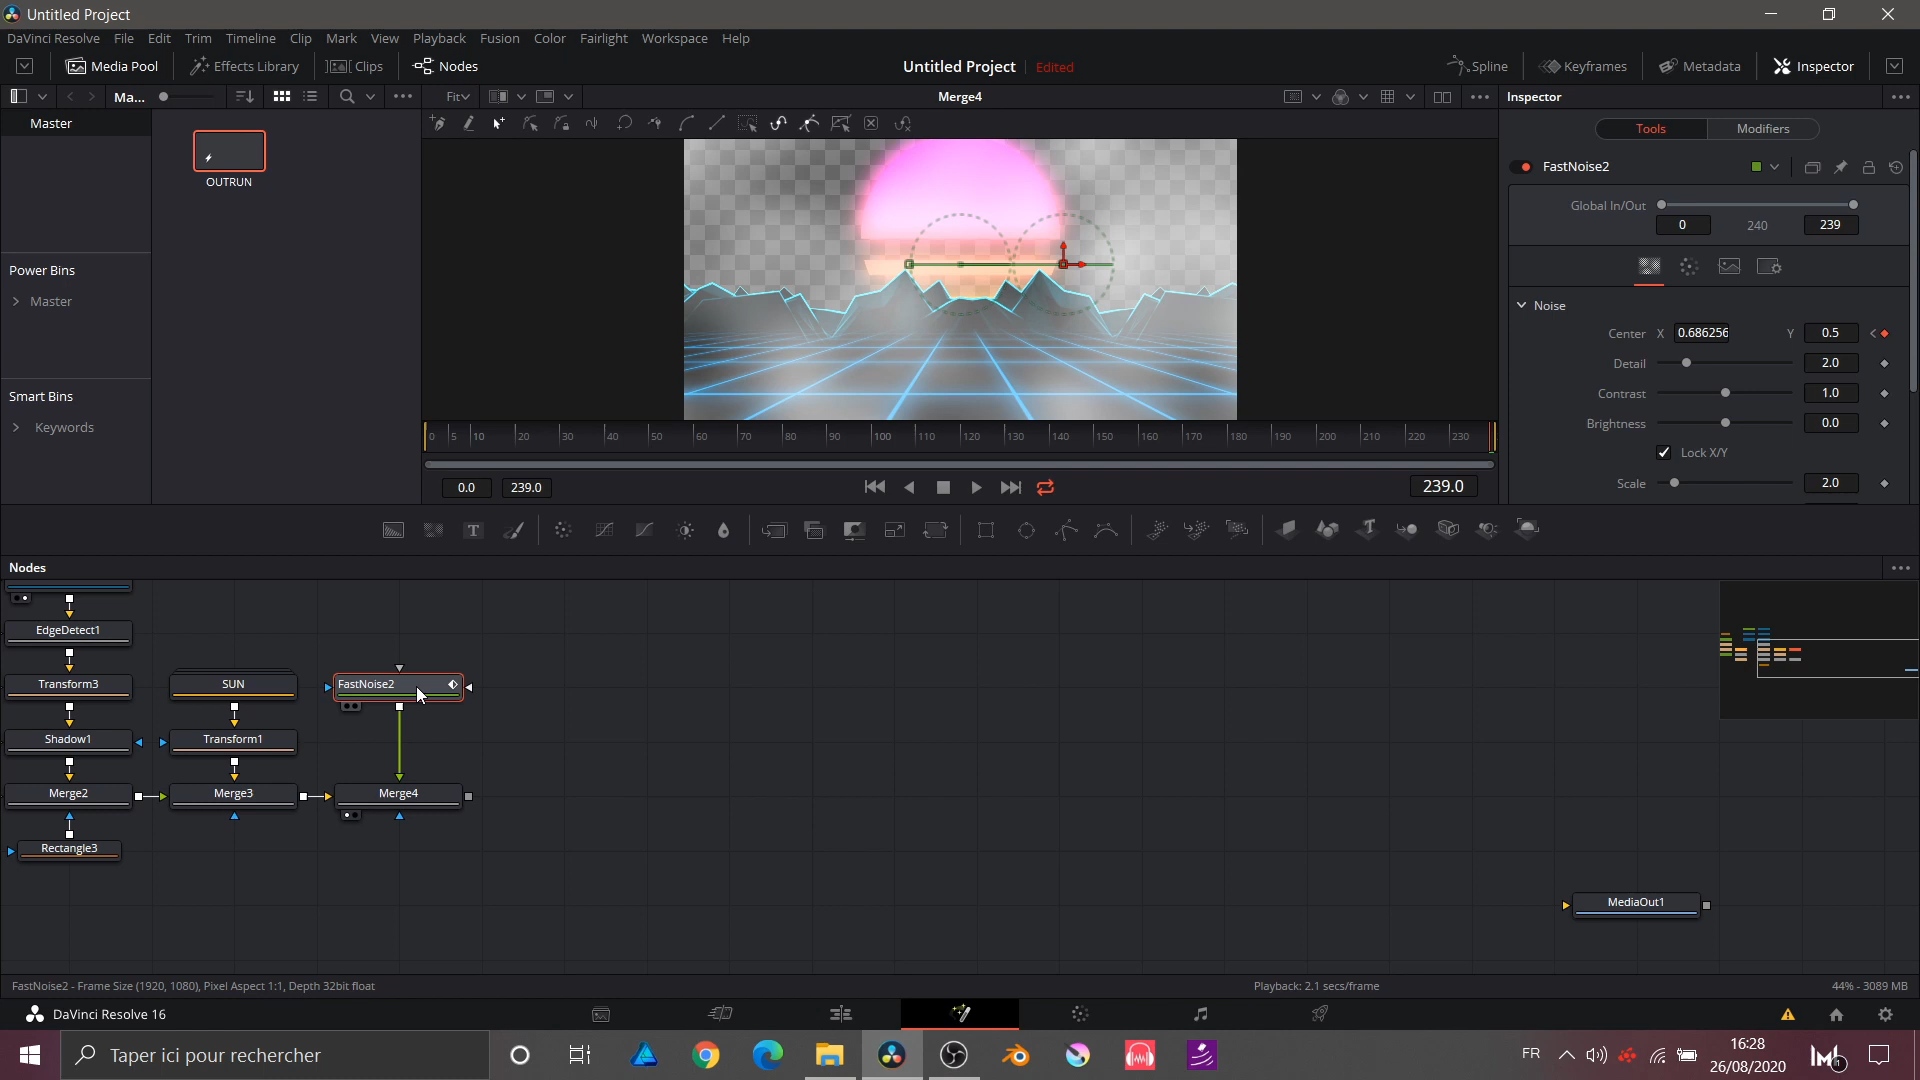 Untitled Project
DaVinci Resolve File Edit Trim Timeline Clip Mark View Playback Fusion Color Fairlight Workspace Help
Media Pool Effects Library Clips Nodes Untitled Project Edited Spline Keyframes Metadata Inspector
Ma... Fit Merge4 Inspector
Master
OUTRUN
Power Bins
Master
Smart Bins
Keywords
Tools Modifiers
FastNoise2
Global In/Out
0 240 239
Noise
Center X 0.686256 Y 0.5
Detail 2.0
Contrast 1.0
Brightness 0.0
Lock X/Y
Scale 2.0
0 5 10 20 30 40 50 60 70 80 90 100 110 120 130 140 150 160 170 180 190 200 210 220 230
0.0 239.0 239.0
Nodes
EdgeDetect1
Transform3 SUN FastNoise2
Shadow1 Transform1
Merge2 Merge3 Merge4
Rectangle3
MediaOut1
FastNoise2 - Frame Size (1920, 1080), Pixel Aspect 1:1, Depth 32bit float Playback: 2.1 secs/frame 44% - 3089 MB
DaVinci Resolve 16
Taper ici pour rechercher
FR
16:28
26/08/2020
1